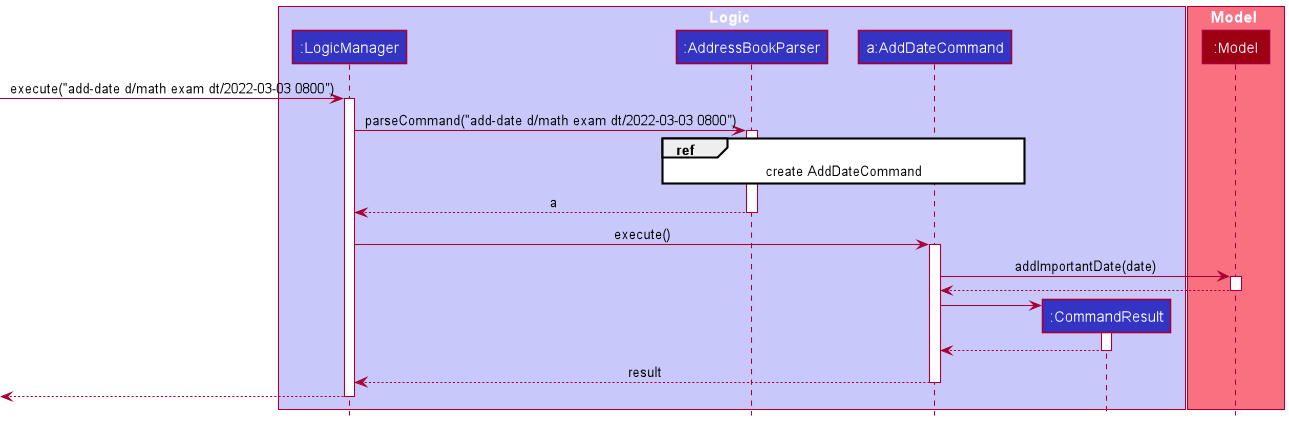 Logic
Model
:LogicManager
:AddressBookParser
a:AddDateCommand
:Model
execute("add-date d/math exam dt/2022-03-03 0800")
parseCommand("add-date d/math exam dt/2022-03-03 0800")
ref
create AddDateCommand
a
execute()
addImportantDate(date)
:CommandResult
result